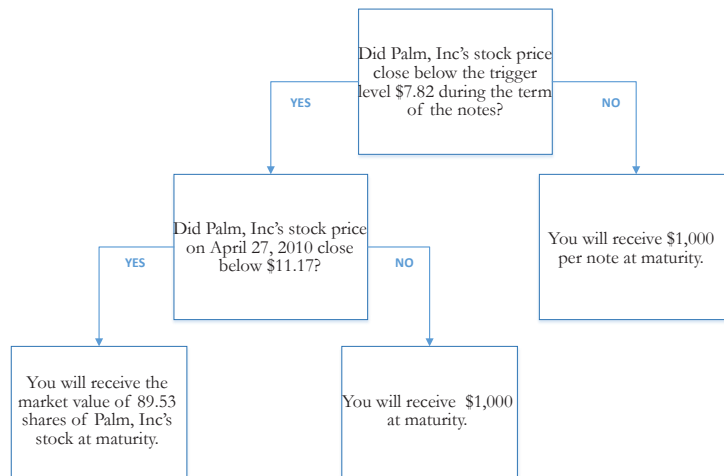 Did Palm, Inc's stock price
close below the trigger
level $7.82 during the term
of the notes?
YES
NO
Did Palm, Inc's stock price
on April 27, 2010 close
below $11.17?
You will receive $1,000
per note at maturity.
YES
NO
You will receive the
market value of 89.53
shares of Palm, Inc's
stock at maturity.
You will receive $1,000
at maturity.